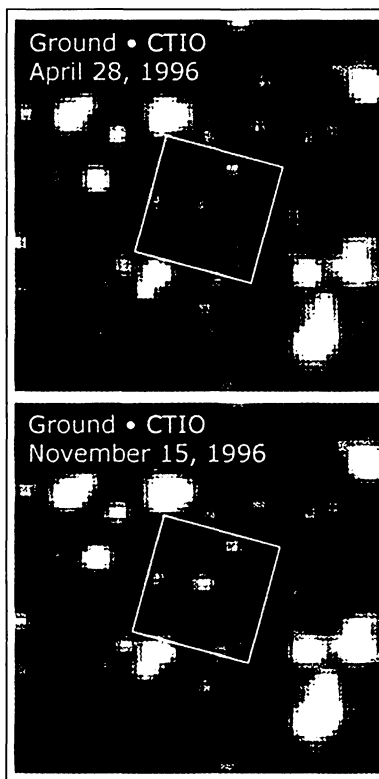 Ground • CTIO
April 28, 1996
Ground • CTIO
November 15, 1996